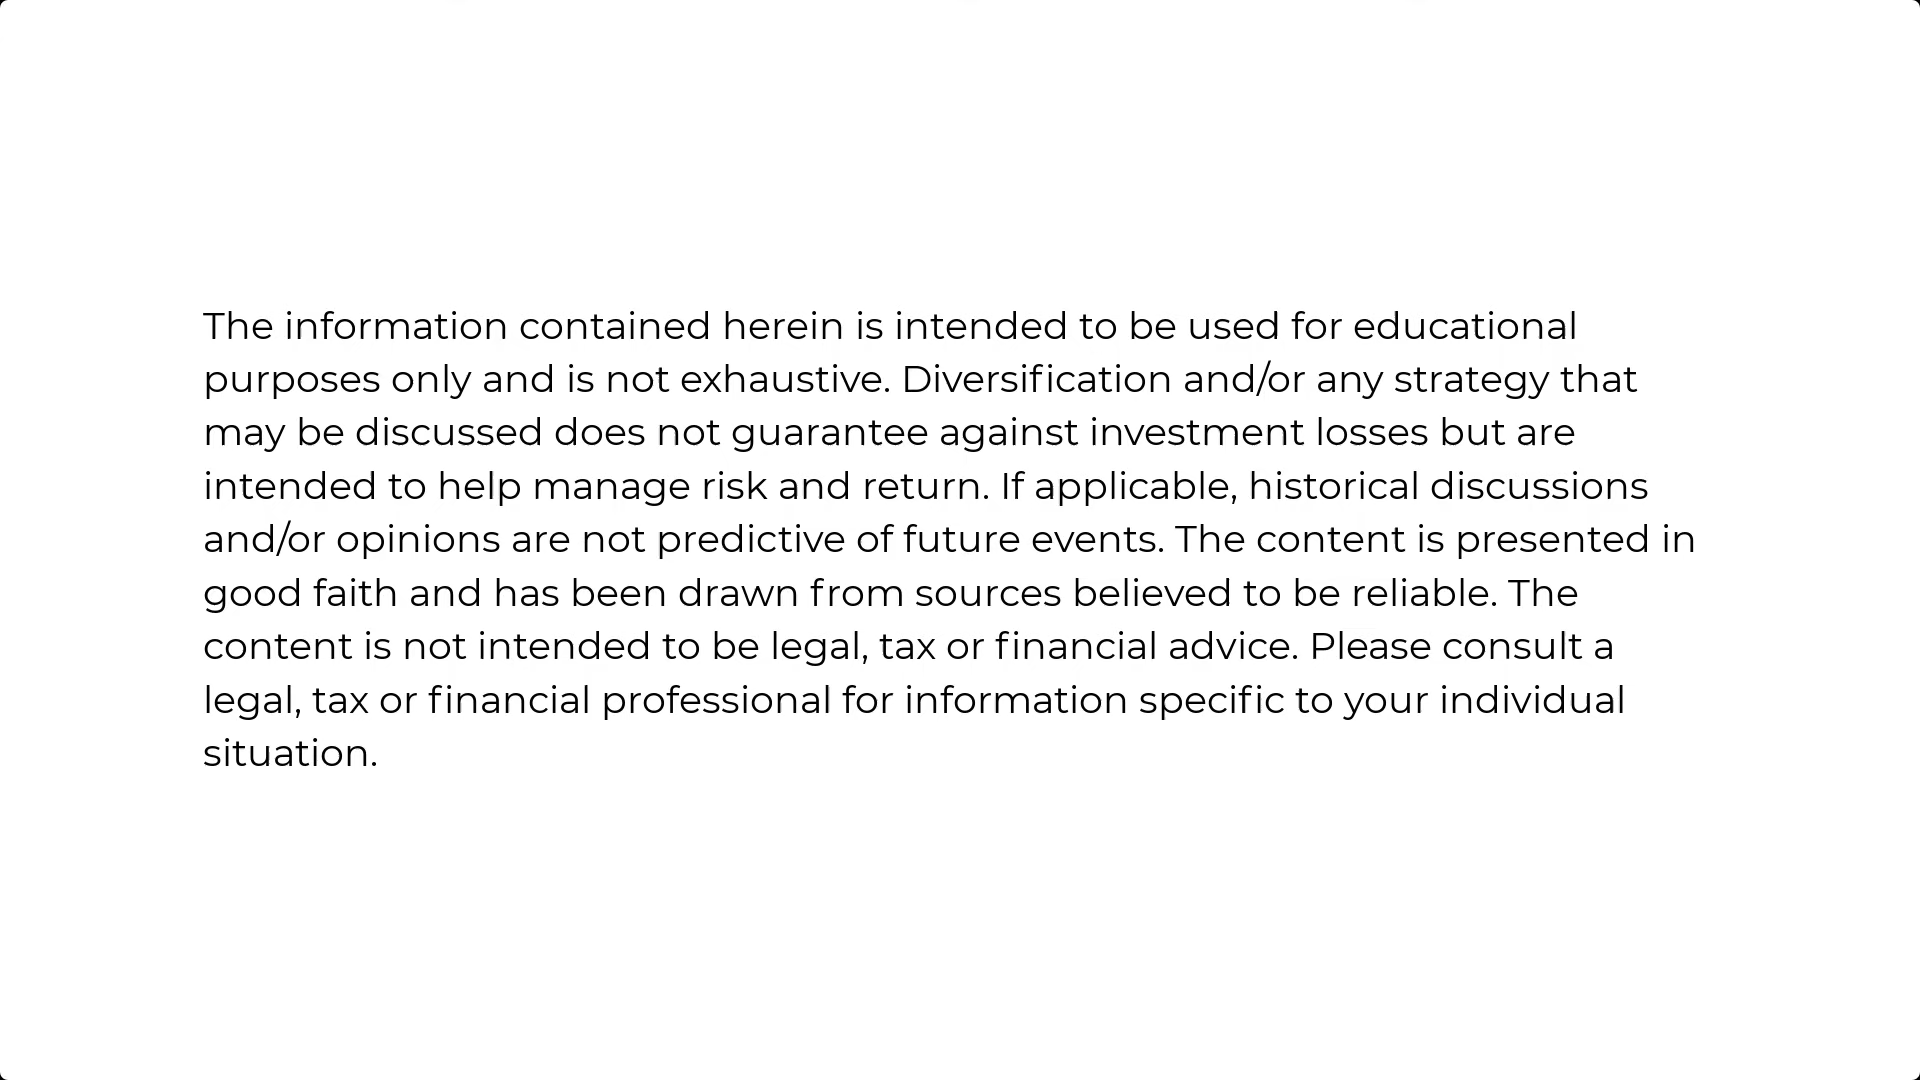 The information contained herein is intended to be used for educational
purposes only and is not exhaustive. Diversification and/or any strategy that
may be discussed does not guarantee against investment losses but are
intended to help manage risk and return. If applicable, historical discussions
and/or opinions are not predictive of future events. The content is presented in
good faith and has been drawn from sources believed to be reliable. The
content is not intended to be legal, tax or financial advice. Please consult a
legal, tax or financial professional for information specific to your individual
situation.